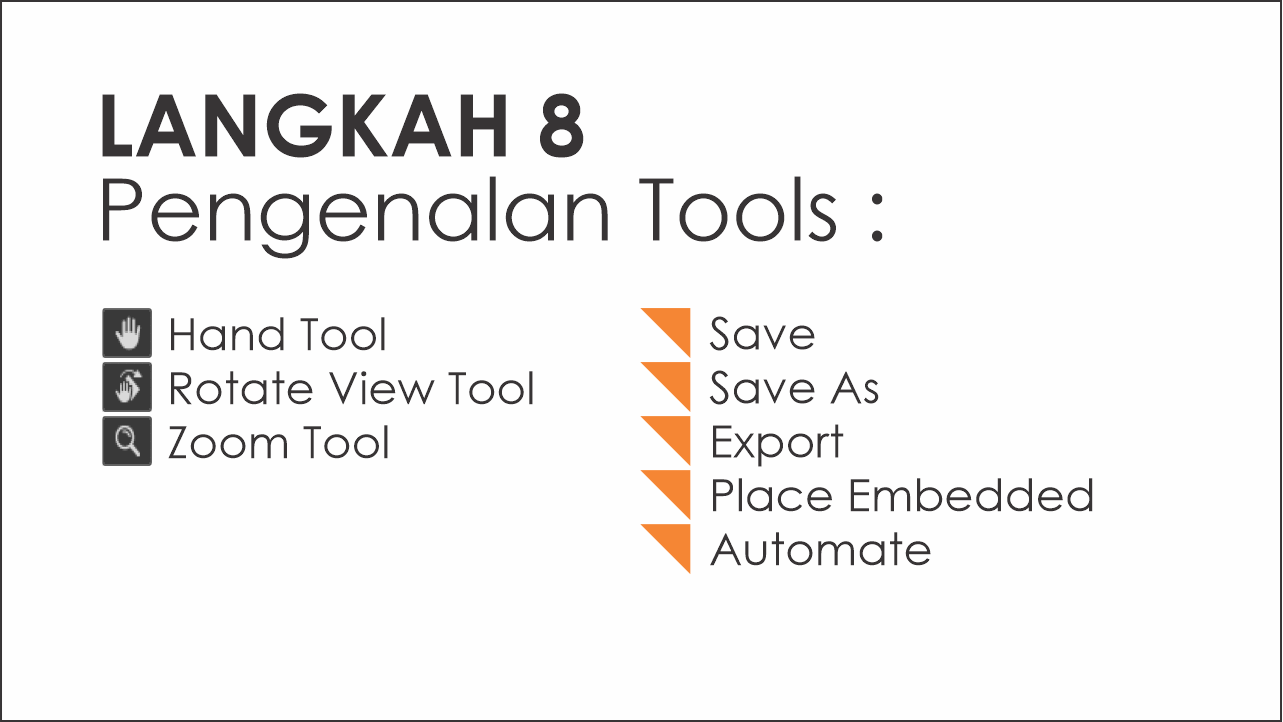 LANGKAH 8
Pengenalan Tools :
Hand Tool
Rotate View Tool
Zoom Tool
Save
Save As
Export
Place Embedded
Automate